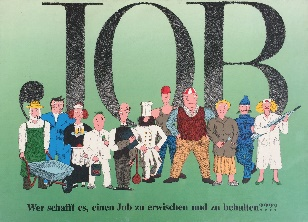 JOB
Wer schafft es, einen Job zu erwischen und zu behalten????